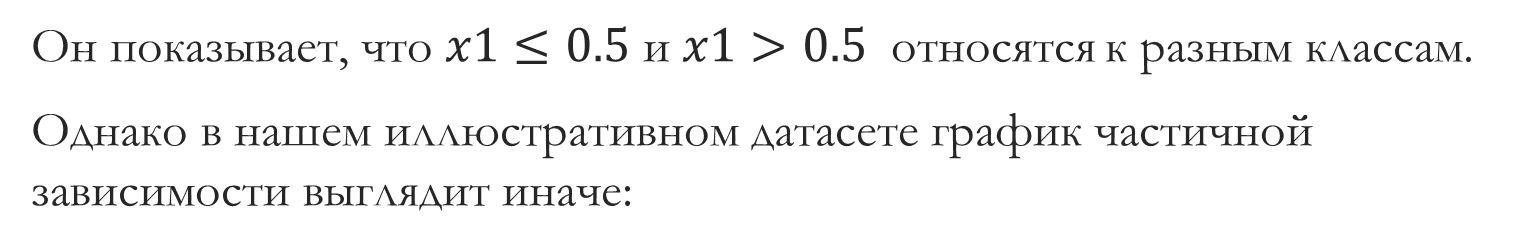 Он показывает, что x1 ≤ 0.5 и x1 > 0.5 относятся к разным классам.
Однако в нашем иллюстративном датасете график частичной
зависимости выглядит иначе: